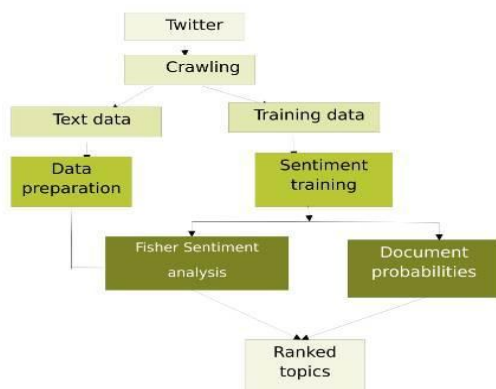 Twitter
Crawling
Text data
Training data
Data
preparation
Sentiment
training
Fisher Sentiment
analysis
Document
probabilities
Ranked
topics